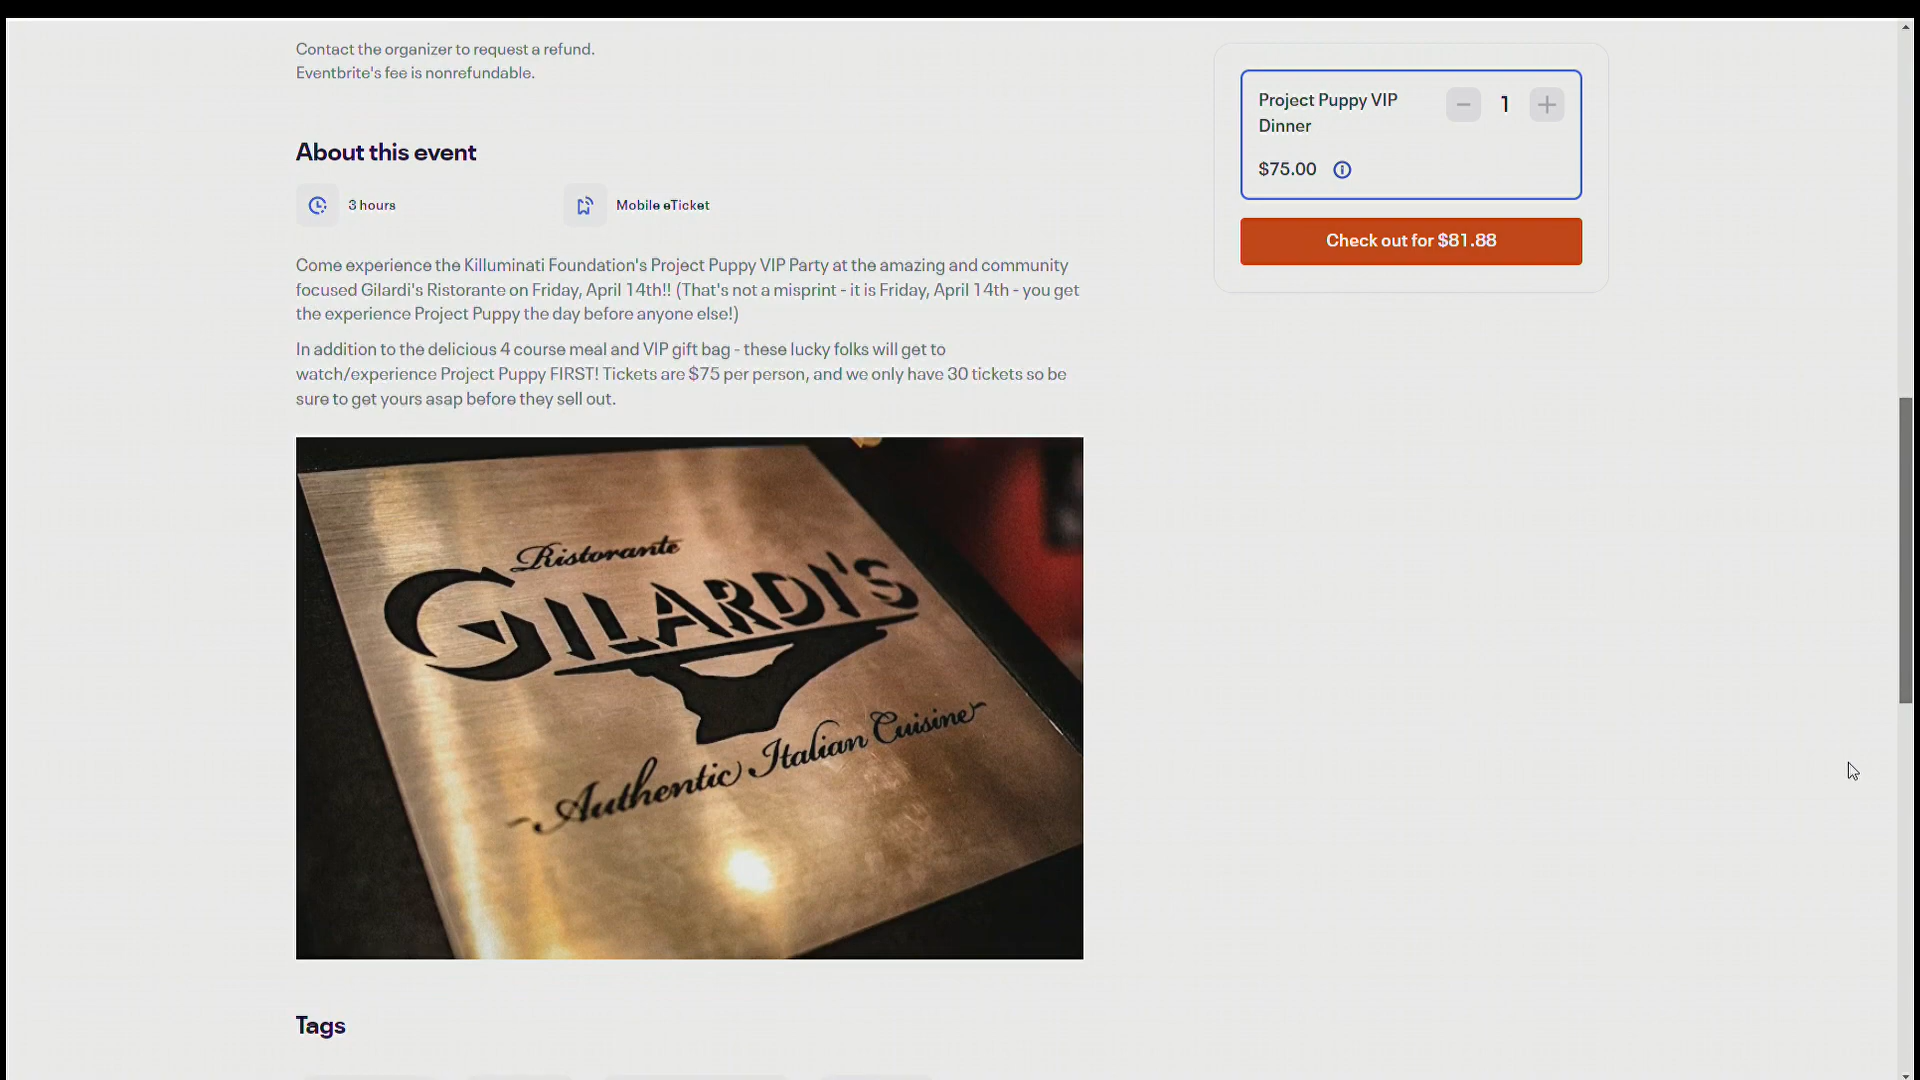 Contact the organizer to request a refund.
Eventbrite's fee is nonrefundable.
About this event
3 hours
Mobile eTicket
Come experience the Killuminati Foundation's Project Puppy VIP Party at the amazing and community
focused Gilardi's Ristorante on Friday, April 14th!! (That's not a misprint - it is Friday, April 14th - you get
the experience Project Puppy the day before anyone else!)
In addition to the delicious 4 course meal and VIP gift bag - these lucky folks will get to
watch/experience Project Puppy FIRST! Tickets are $75 per person, and we only have 30 tickets so be
sure to get yours asap before they sell out.
Ristorante
GILARDI'S
~Authentic Italian Cuisine~
Tags
Project Puppy VIP
Dinner
1
$75.00
Check out for $81.88